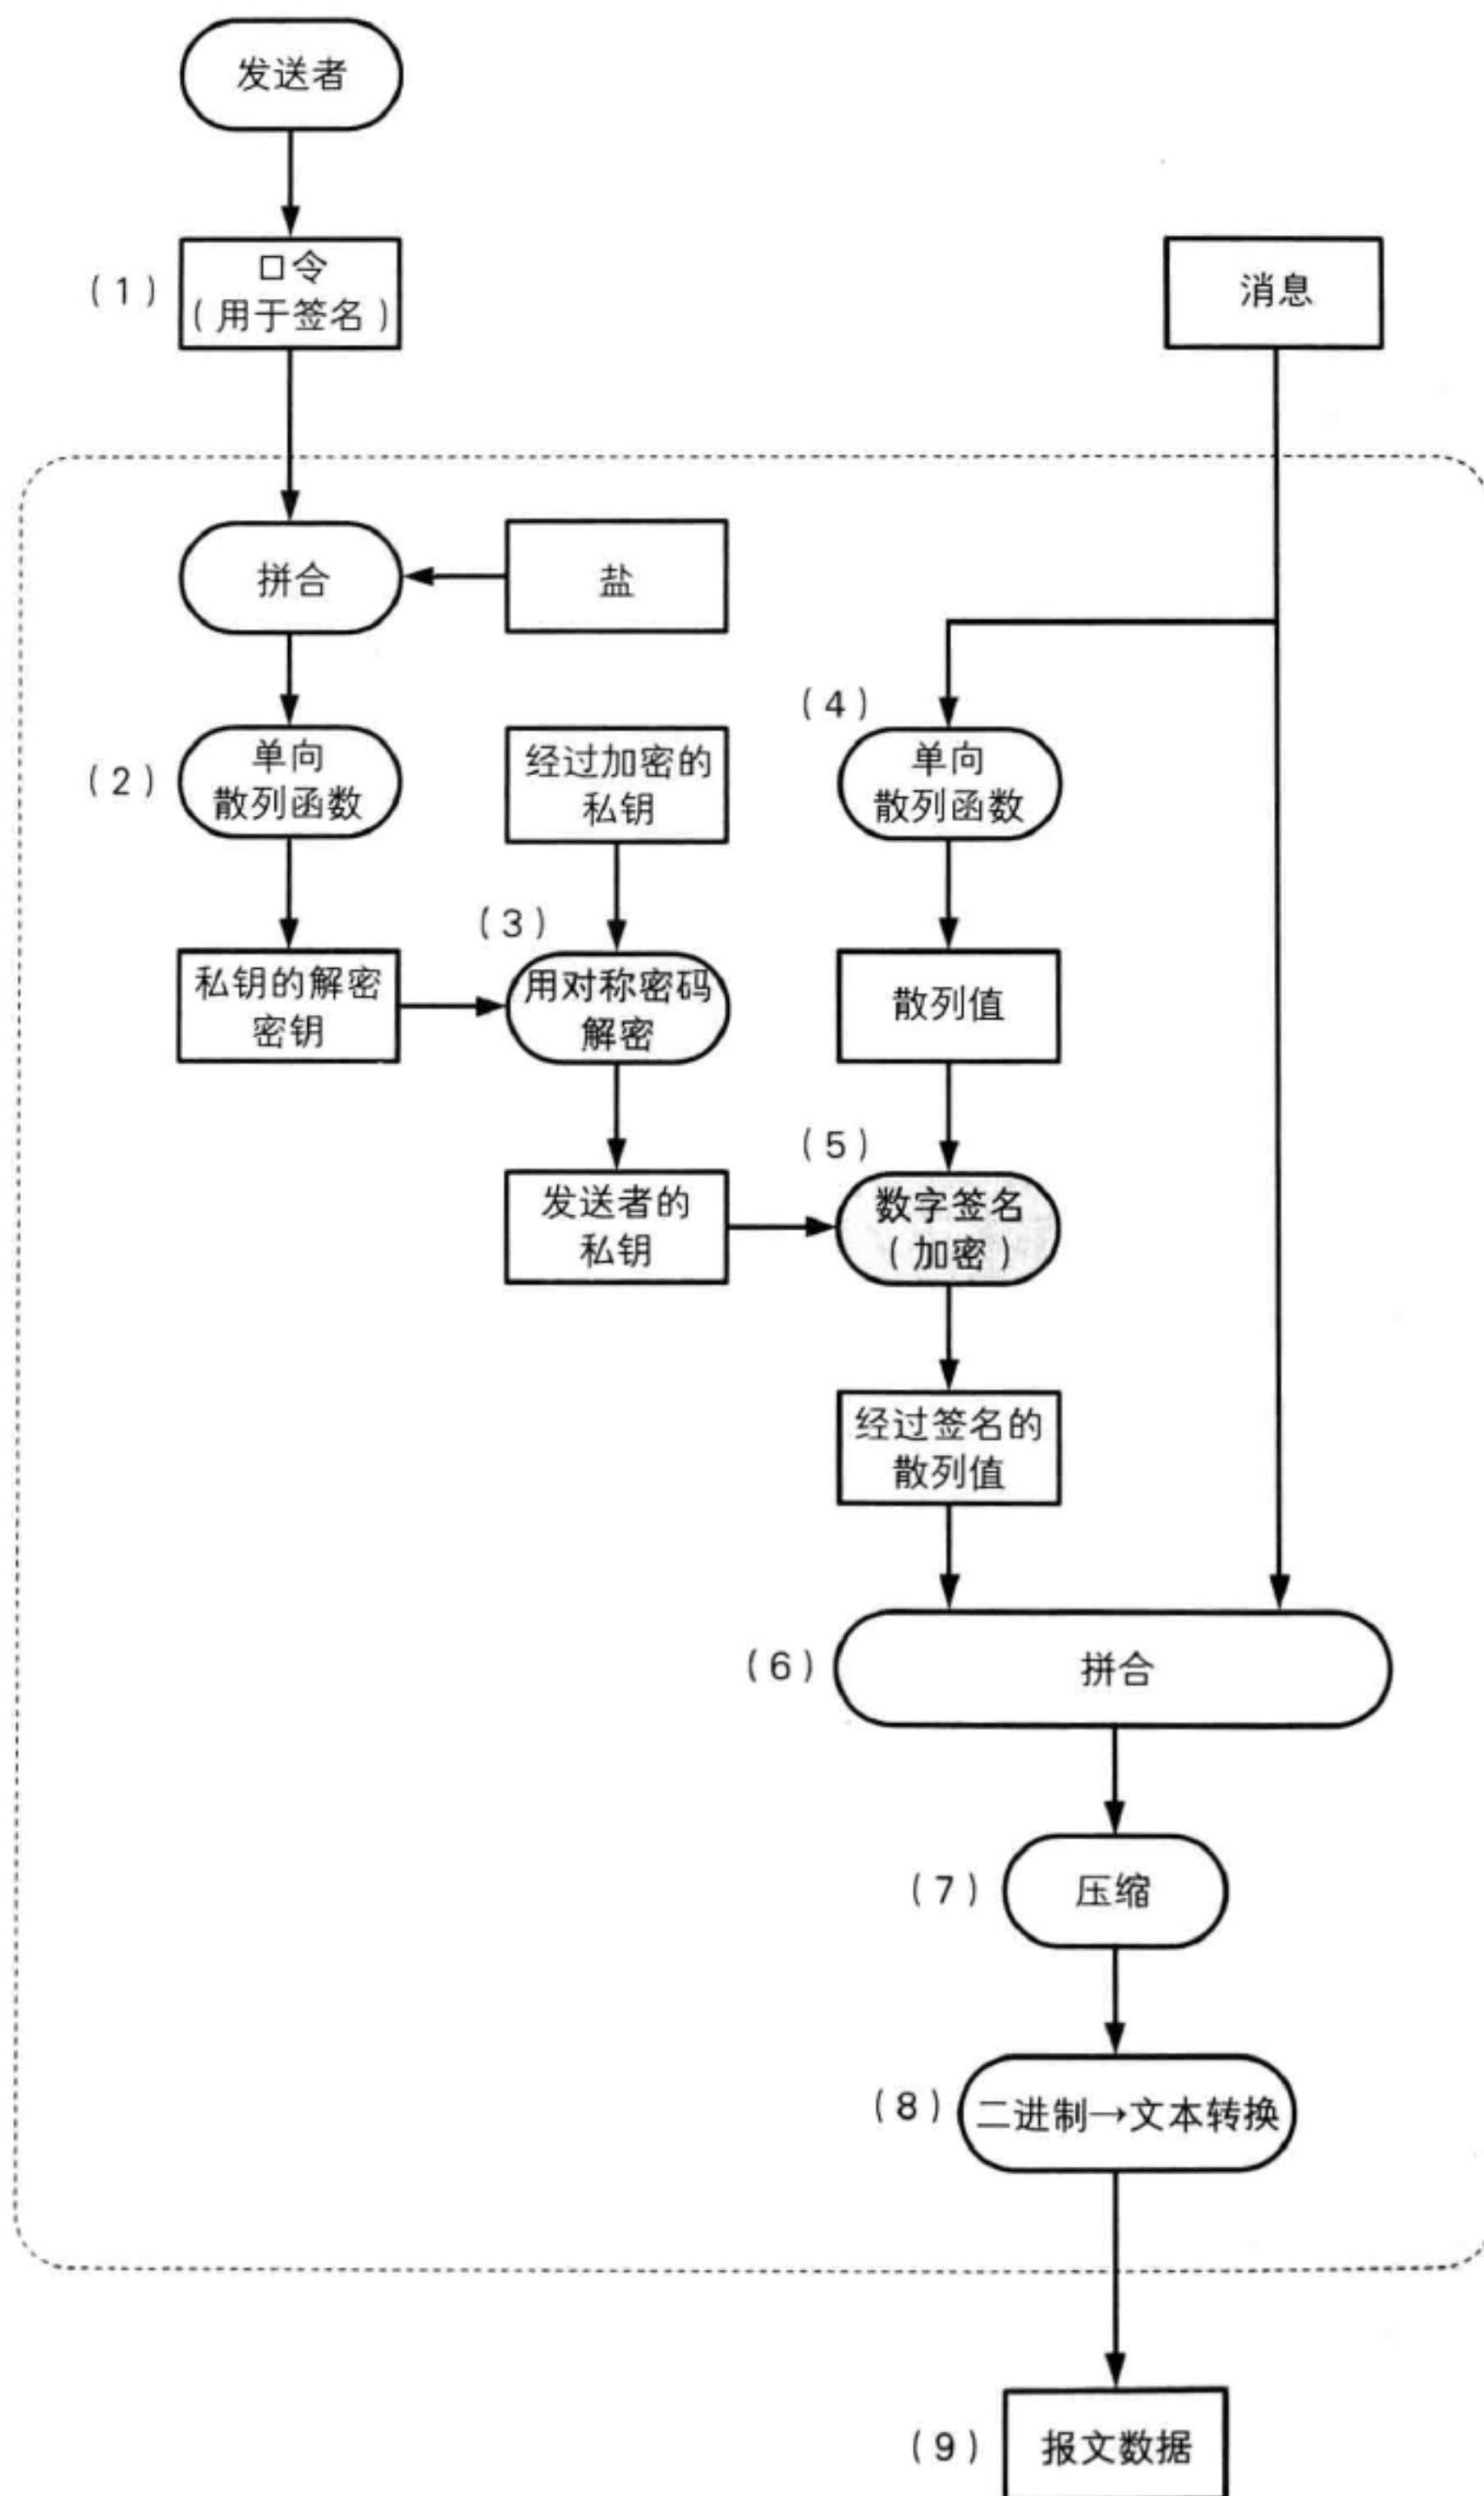 发送者
(1)
口令
(用于签名)
消息
拼合
盐
(2)
单向
散列函数
经过加密的
私钥
(4)
单向
散列函数
(3)
私钥的解密
密钥
用对称密码
解密
散列值
(5)
发送者的
私钥
数字签名
(加密)
经过签名的
散列值
(6)
拼合
(7)
压缩
(8)
二进制→文本转换
(9)
报文数据